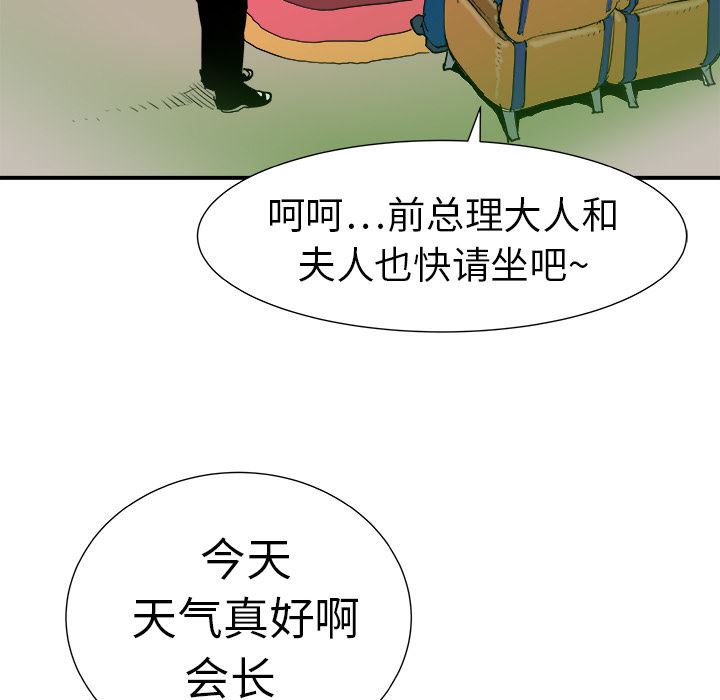 呵呵...前总理大人和
夫人也快请坐吧~
今天
天气真好啊
会长